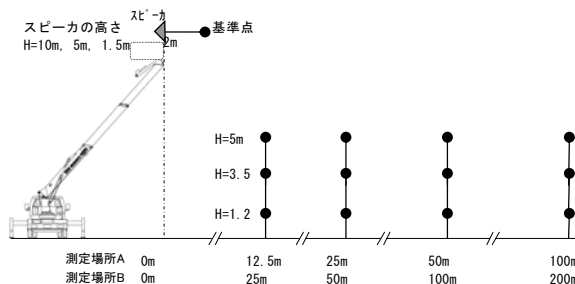 スピーカ
スピーカの高さ
基準点
H=10m, 5m, 1.5m
2m
H=5m
H=3.5
H=1.2
測定場所A 0m 12.5m 25m 50m 100m
測定場所B 0m 25m 50m 100m 200m